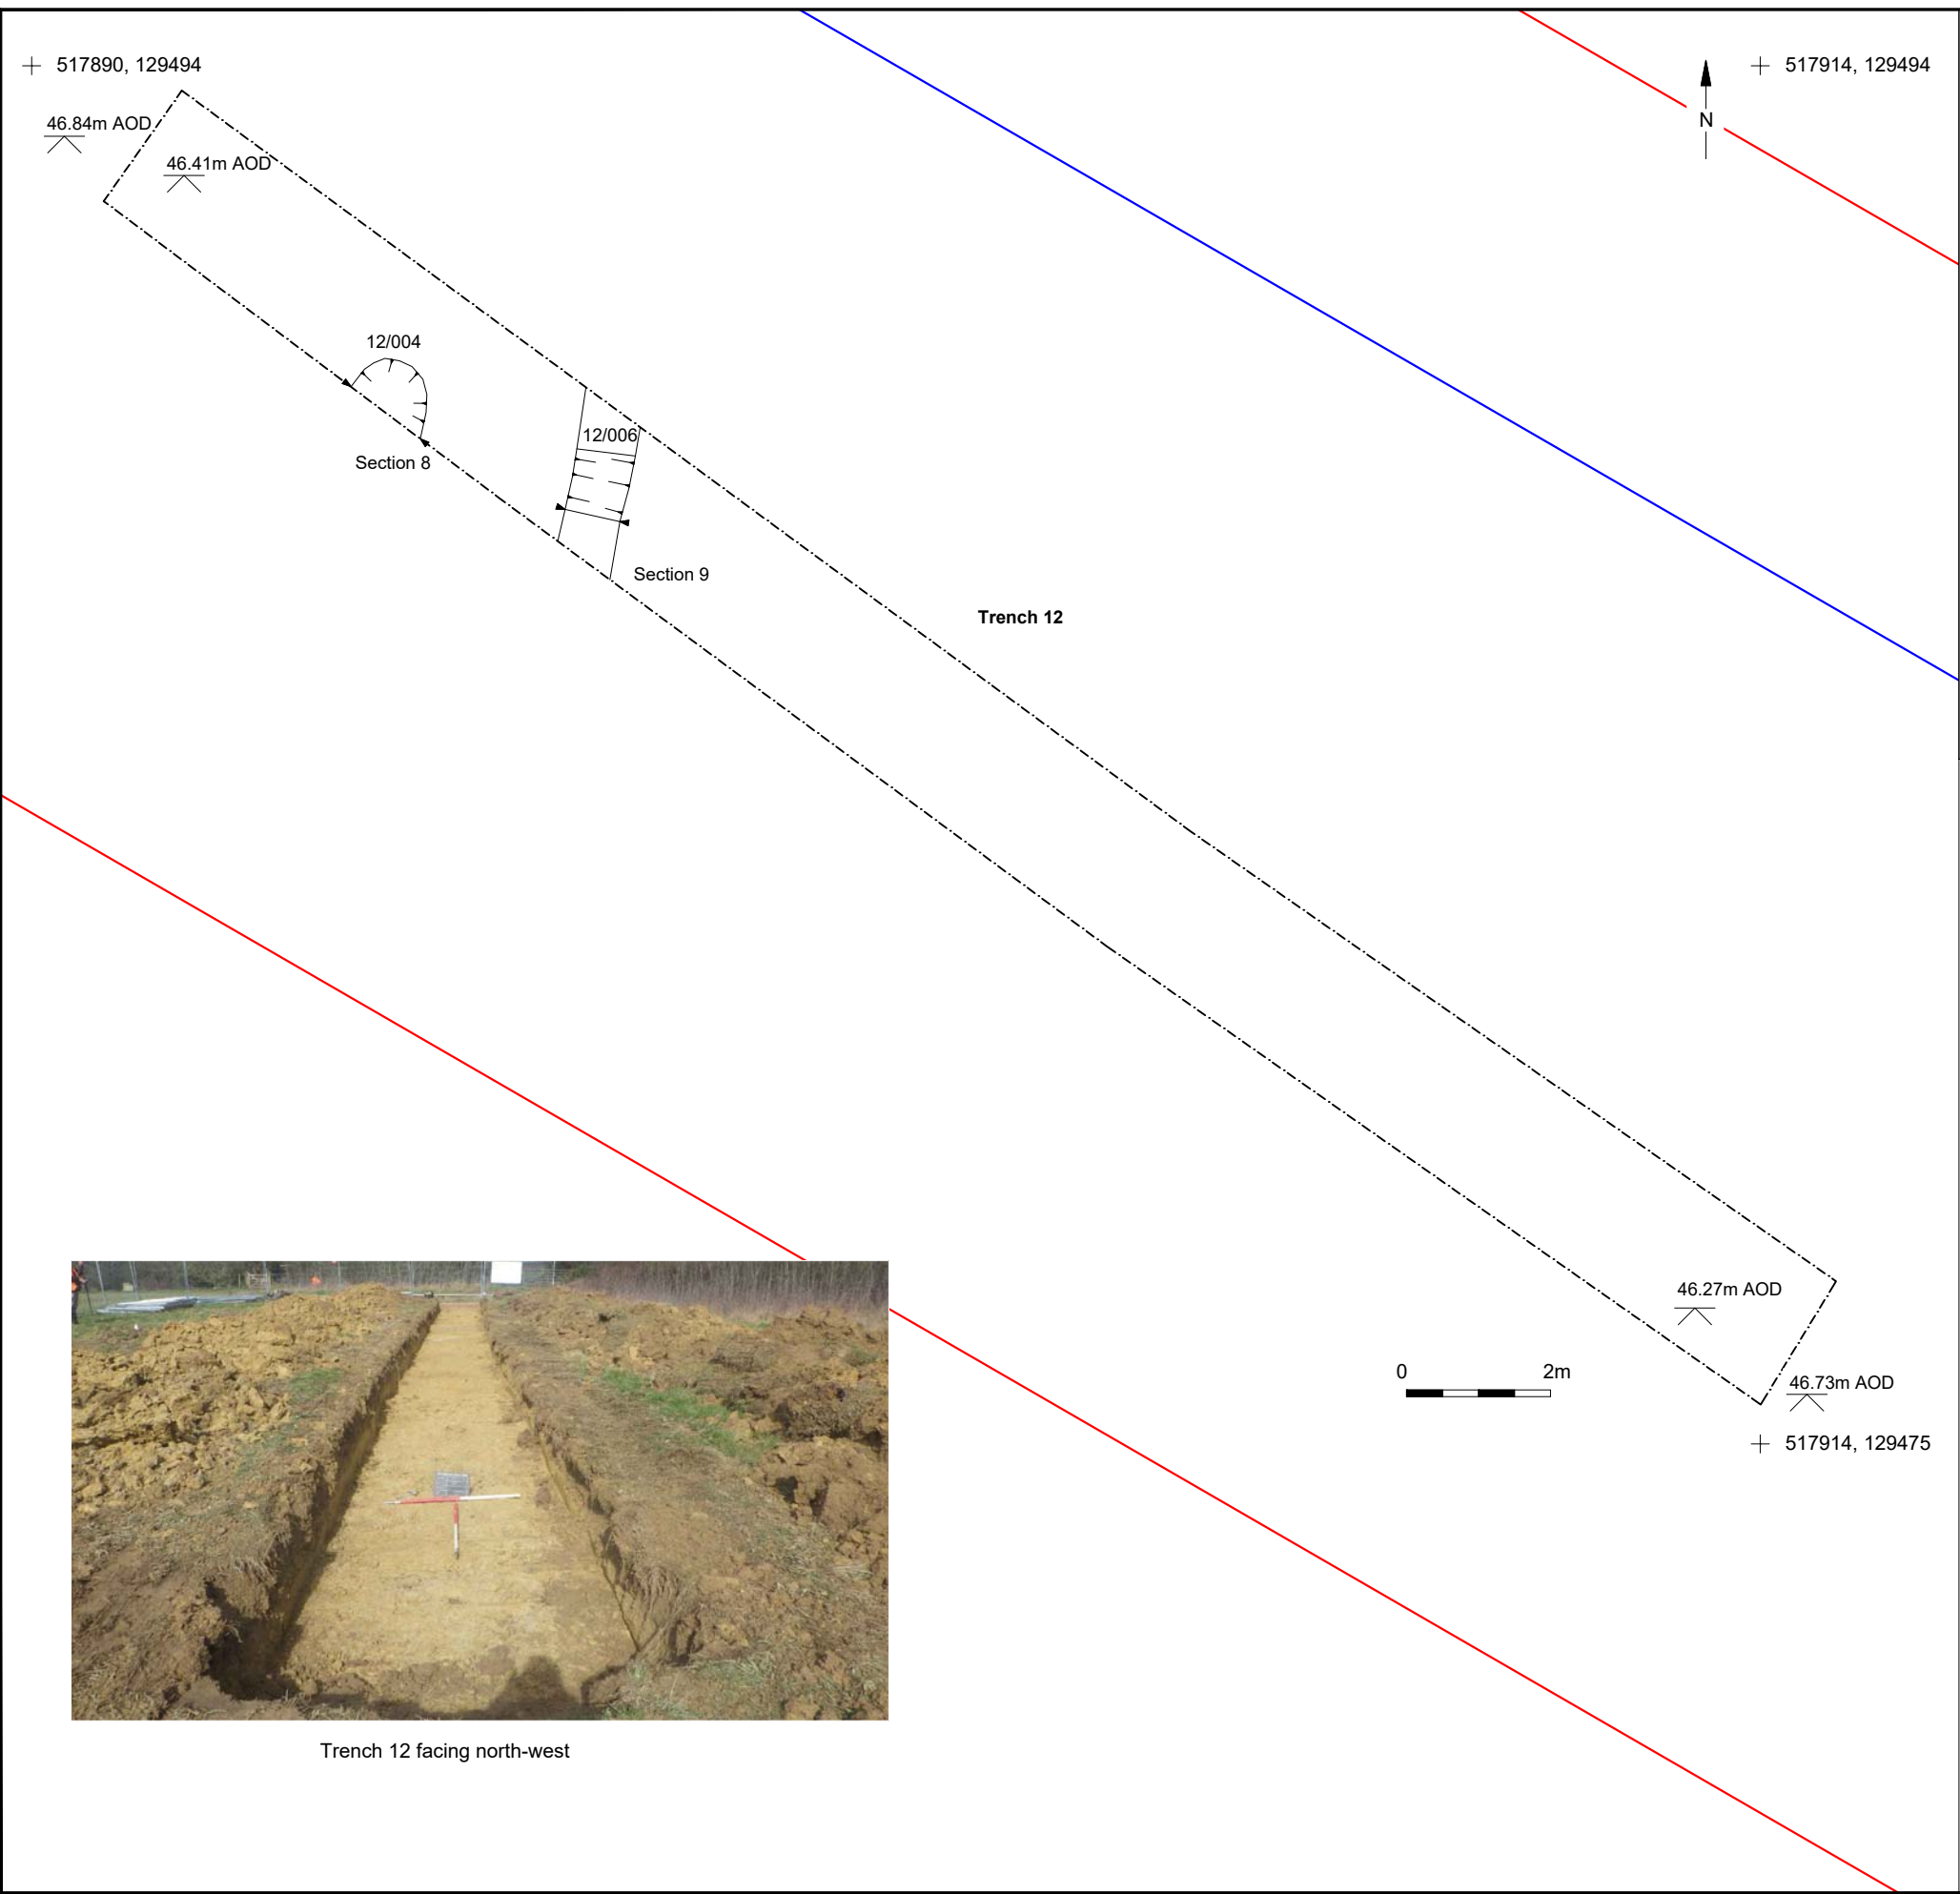 517890, 129494
517914, 129494
N
46.84m AOD
46.41m AOD
12/004
12/006
Section 8
Section 9
Trench 12
46.27m AOD
0 2m
46.73m AOD
517914, 129475
Trench 12 facing north-west